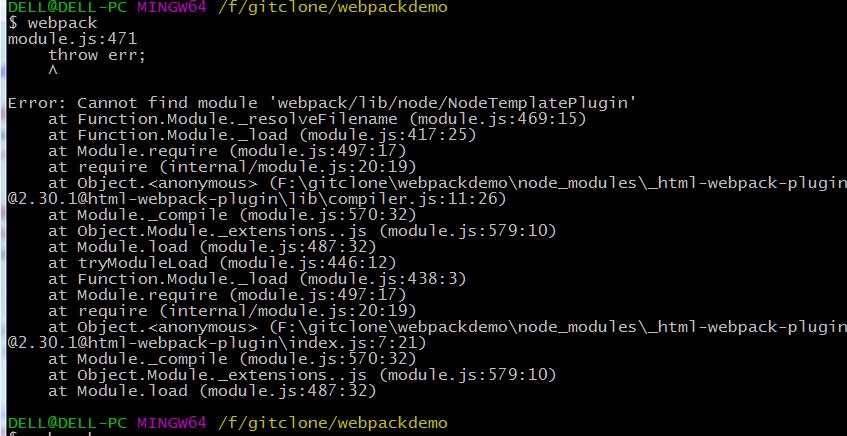 DELL@DELL-PC MINGW64 /f/gitclone/webpackdemo
$ webpack
module.js:471
    throw err;
    ^

Error: Cannot find module 'webpack/lib/node/NodeTemplatePlugin'
    at Function.Module._resolveFilename (module.js:469:15)
    at Function.Module._load (module.js:417:25)
    at Module.require (module.js:497:17)
    at require (internal/module.js:20:19)
    at Object.<anonymous> (F:\gitclone\webpackdemo\node_modules\_html-webpack-plugin
@2.30.1@html-webpack-plugin\lib\compiler.js:11:26)
    at Module._compile (module.js:570:32)
    at Object.Module._extensions..js (module.js:579:10)
    at Module.load (module.js:487:32)
    at tryModuleLoad (module.js:446:12)
    at Function.Module._load (module.js:438:3)
    at Module.require (module.js:497:17)
    at require (internal/module.js:20:19)
    at Object.<anonymous> (F:\gitclone\webpackdemo\node_modules\_html-webpack-plugin
@2.30.1@html-webpack-plugin\index.js:7:21)
    at Module._compile (module.js:570:32)
    at Object.Module._extensions..js (module.js:579:10)
    at Module.load (module.js:487:32)

DELL@DELL-PC MINGW64 /f/gitclone/webpackdemo